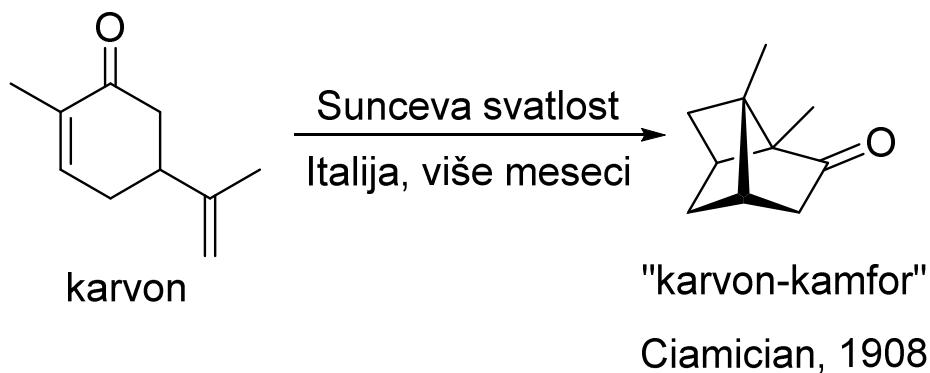 O
Sunceva svatlost
Italija, više meseci
O
karvon
"karvon-kamfor"
Ciamician, 1908